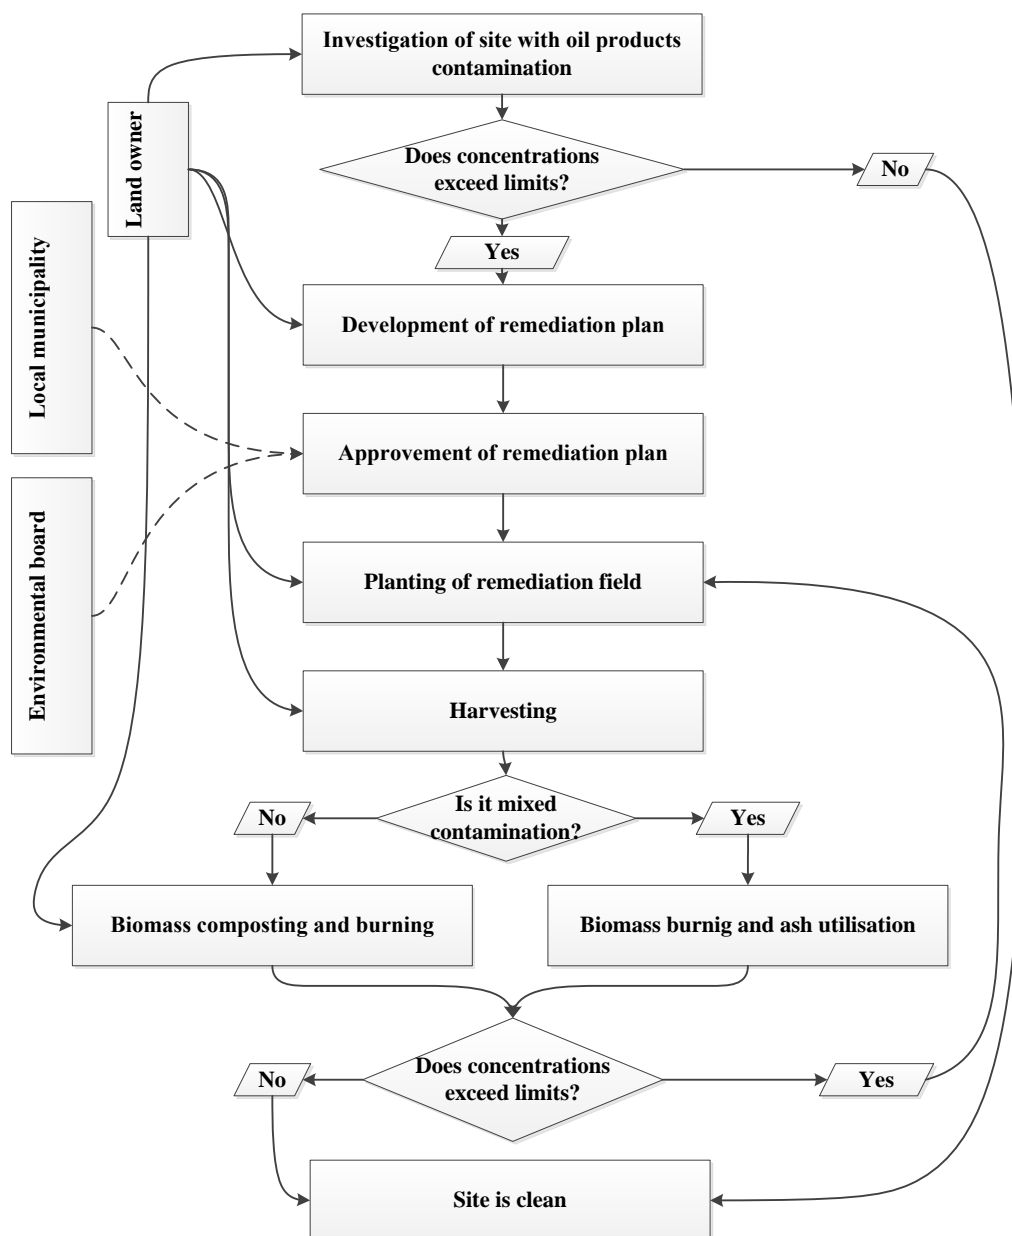 Investigation of site with oil products
contamination
Land owner
Does concentrations
exceed limits?
No
Yes
Local municipality
Development of remediation plan
Approvement of remediation plan
Environmental board
Planting of remediation field
Harvesting
Is it mixed
contamination?
No
Yes
Biomass composting and burning
Biomass burnig and ash utilisation
Does concentrations
exceed limits?
No
Yes
Site is clean